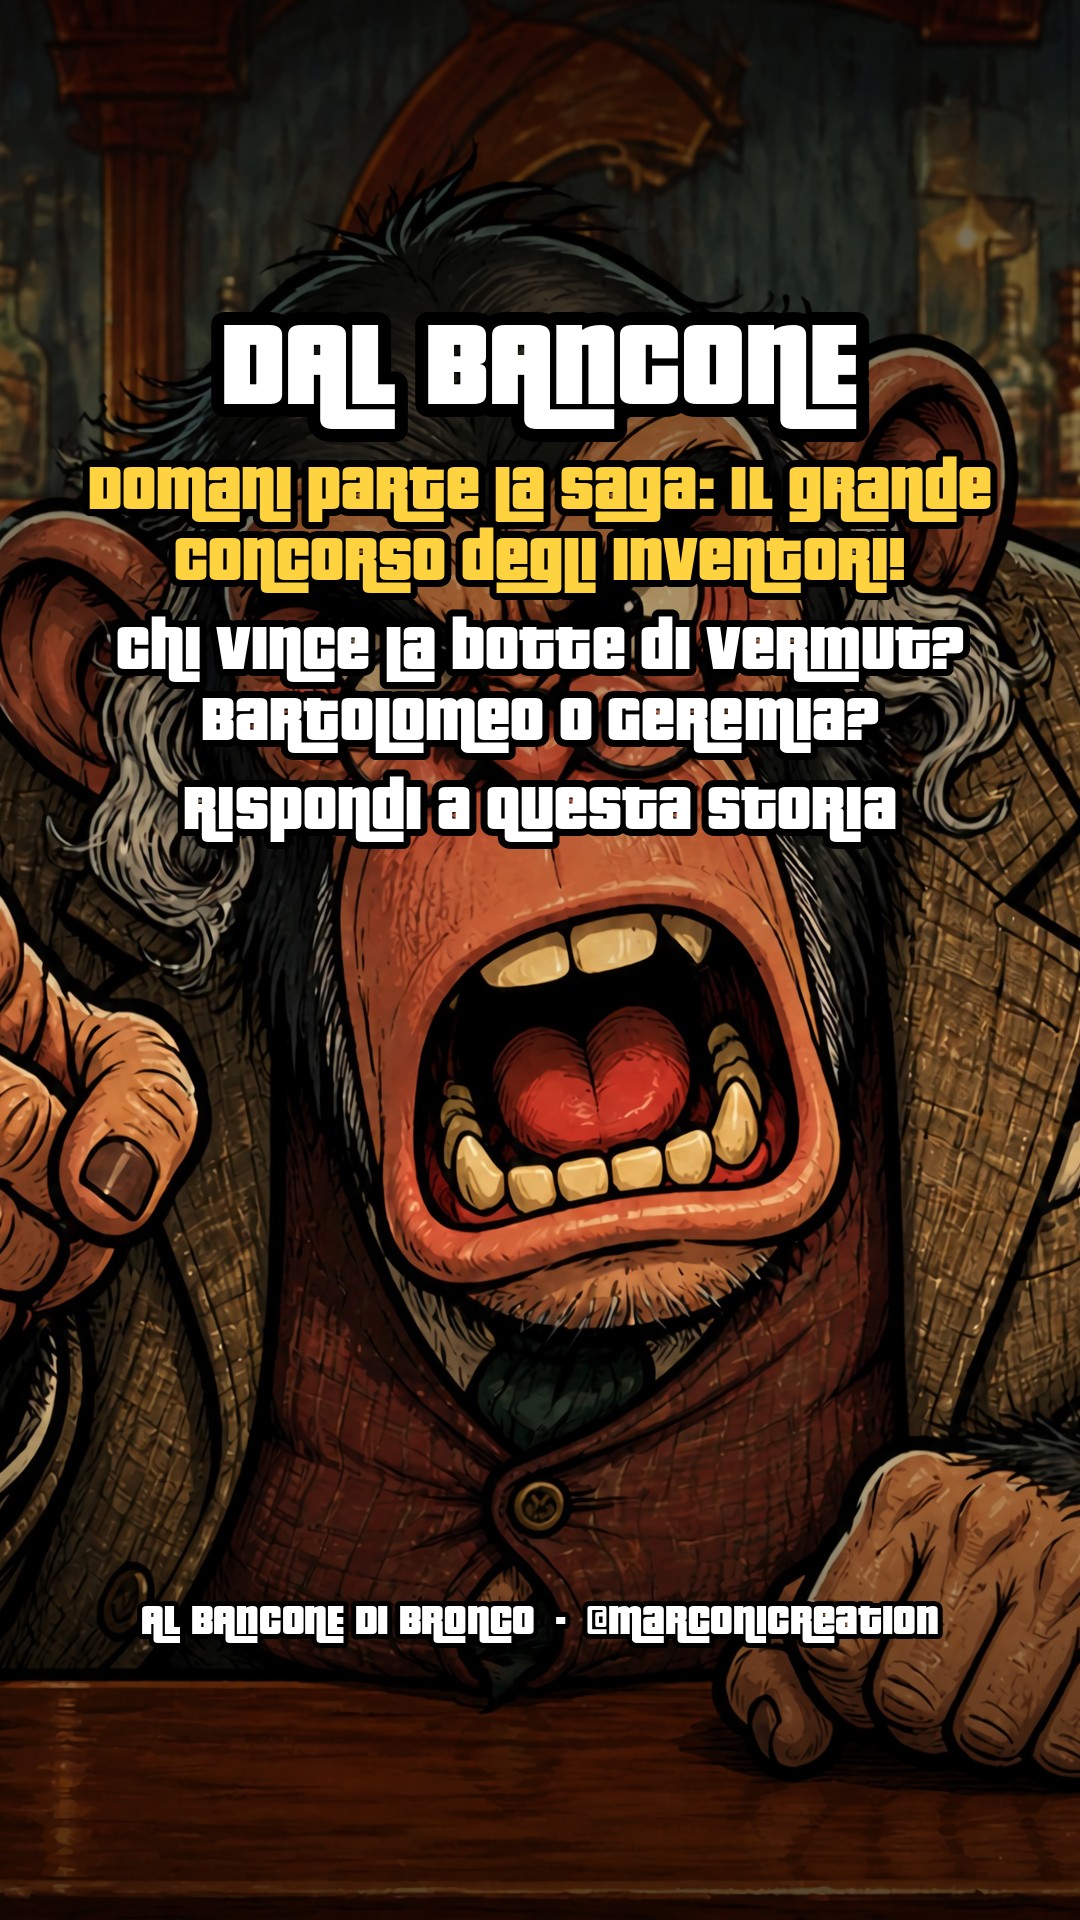 DAL BANCONE
Domani parte la saga: Il grande
concorso degli inventori!
Chi vince la botte di vermut?
Bartolomeo o Geremia?
Rispondi a questa storia
AL BANCONE DI BRONCO - @marconicreation